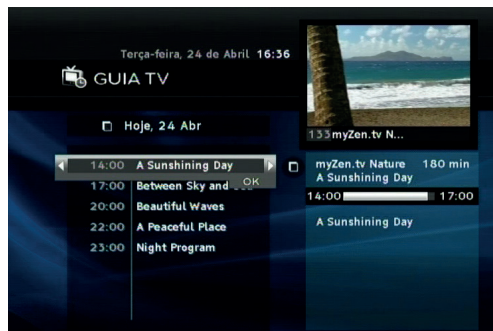 Terça-feira, 24 de Abril 16:36
GUIA TV
Hoje, 24 Abr
133 myZen.tv N...
14:00 A Sunshining Day
OK
17:00 Between Sky and
20:00 Beautiful Waves
22:00 A Peaceful Place
23:00 Night Program
myZen.tv Nature 180 min
A Sunshining Day
14:00 17:00
A Sunshining Day